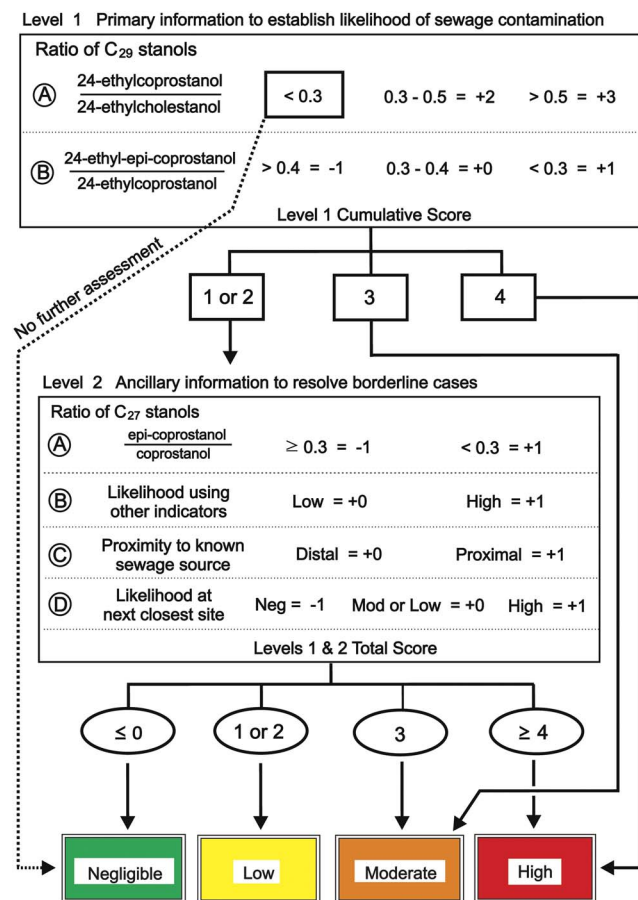 Level 1 Primary information to establish likelihood of sewage contamination
Ratio of C29 stanols
Ⓐ 24-ethylcoprostanol
24-ethylcholestanol
< 0.3
0.3 - 0.5 = +2
> 0.5 = +3
Ⓑ 24-ethyl-epi-coprostanol
24-ethylcoprostanol
> 0.4 = -1
0.3 - 0.4 = +0
< 0.3 = +1
Level 1 Cumulative Score
No further assessment
1 or 2
3
4
Level 2 Ancillary information to resolve borderline cases
Ratio of C27 stanols
Ⓐ epi-coprostanol
coprostanol
≥ 0.3 = -1
< 0.3 = +1
Ⓑ Likelihood using
other indicators
Low = +0
High = +1
Ⓒ Proximity to known
sewage source
Distal = +0
Proximal = +1
Ⓓ Likelihood at
next closest site
Neg = -1
Mod or Low = +0
High = +1
Levels 1 & 2 Total Score
≤ 0
1 or 2
3
≥ 4
Negligible
Low
Moderate
High